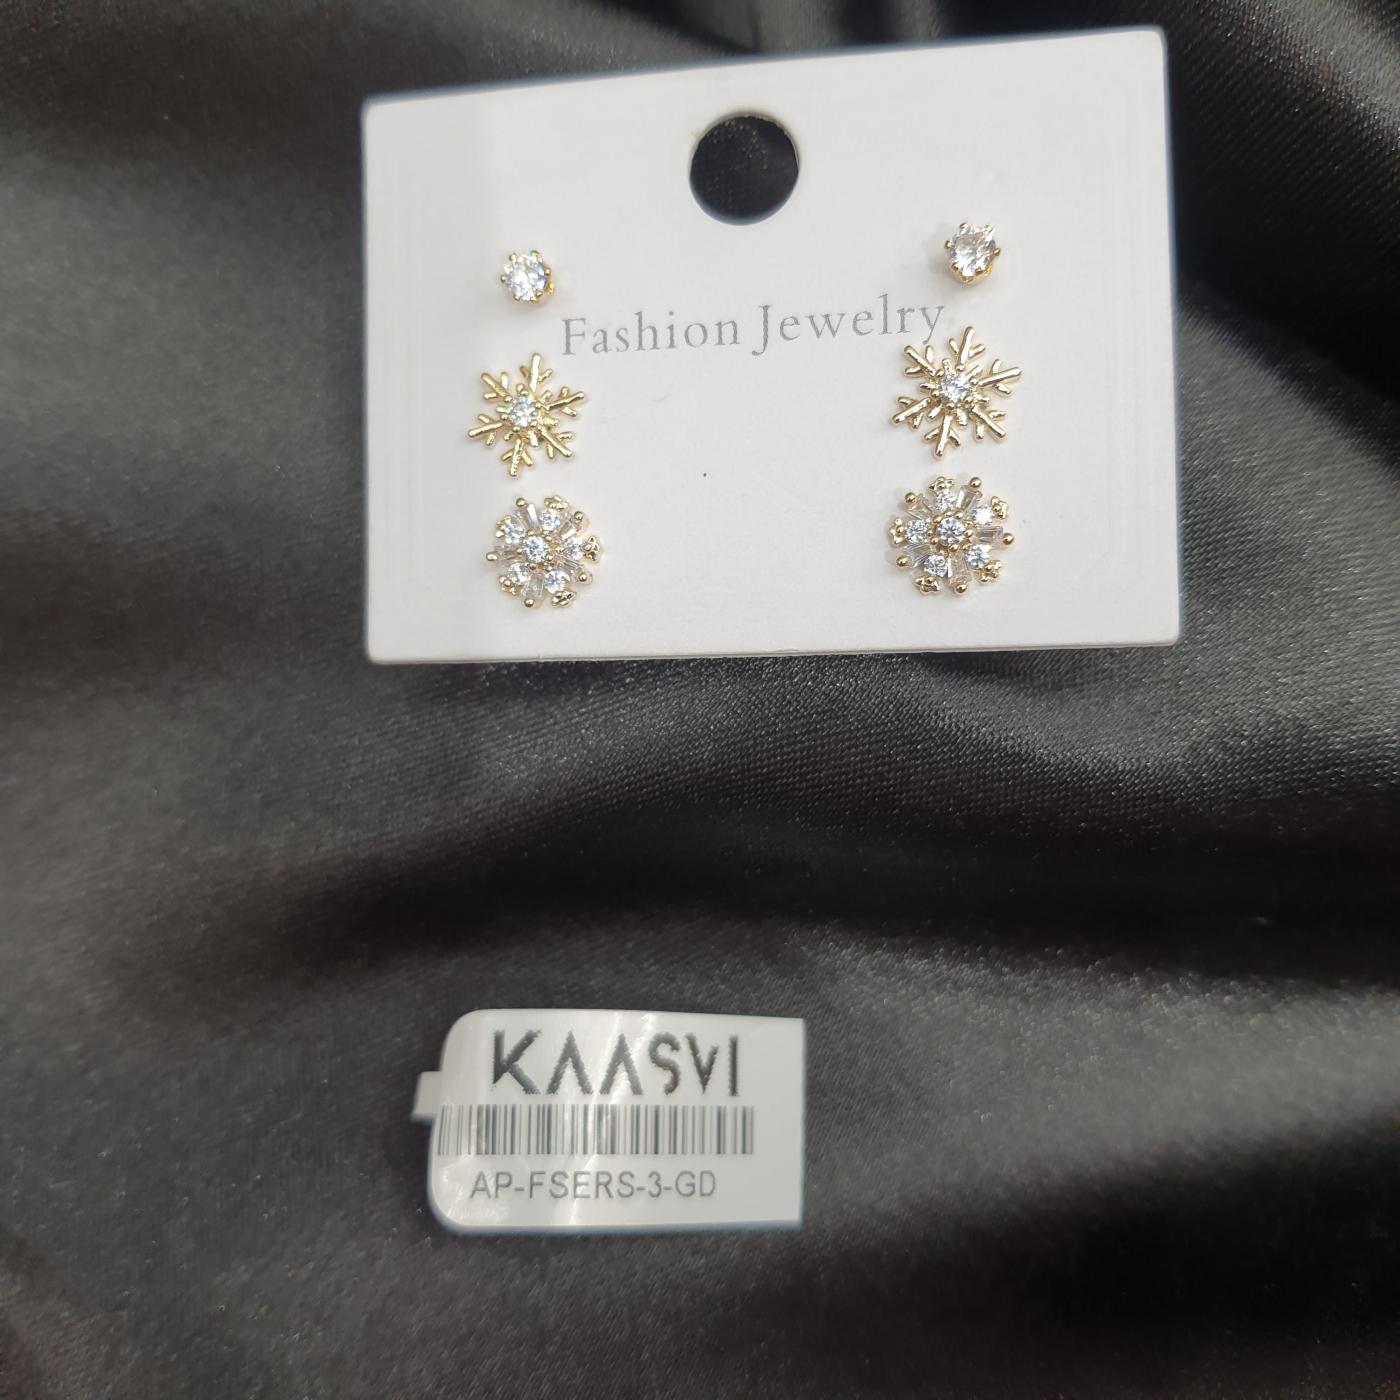 Fashion Jewelry
KAASVI
AP-FSERS-3-GD